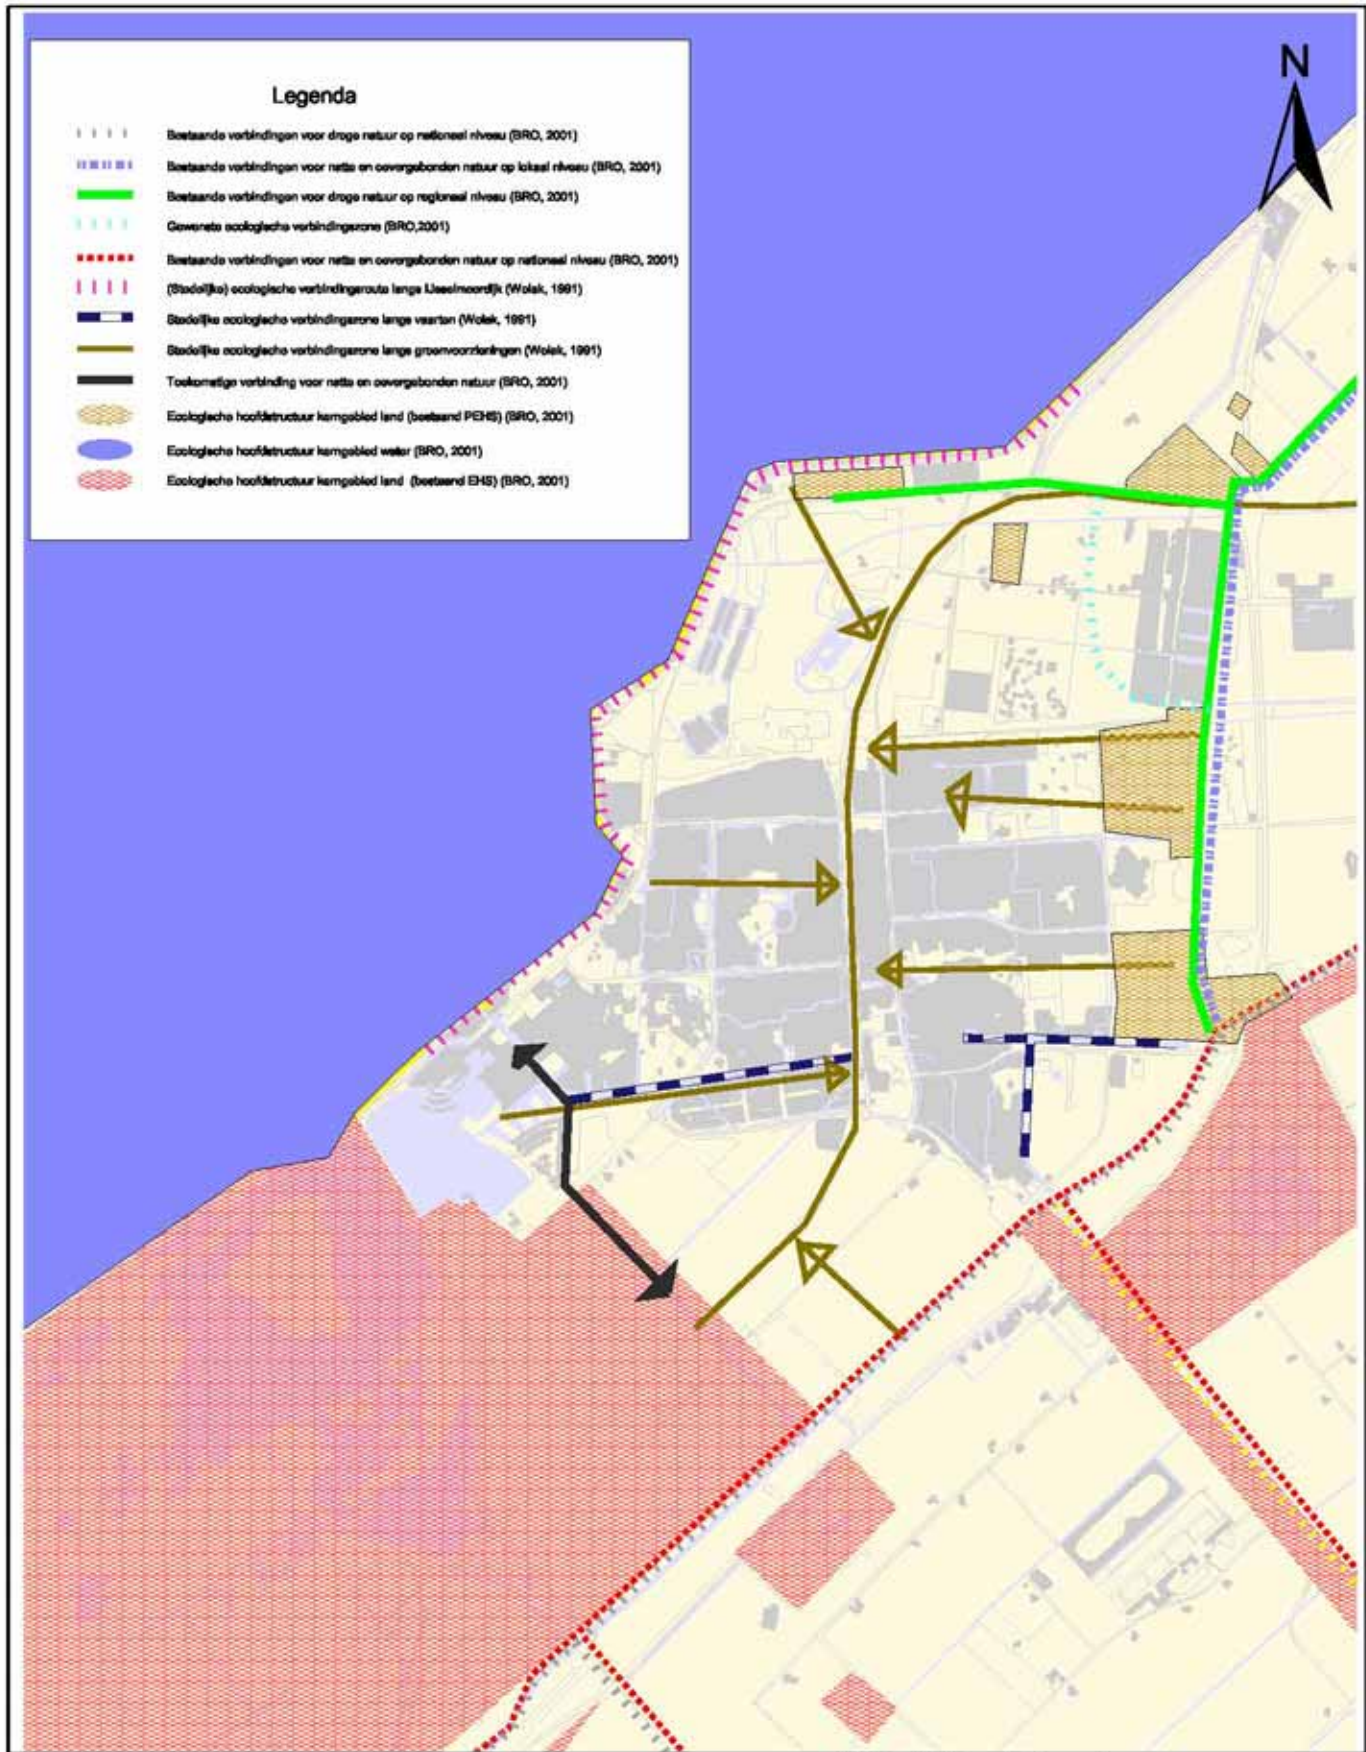 Legenda
N
Bestaande verbindingen voor droge natuur op nationaal niveau (BRO, 2001)
Bestaande verbindingen voor natte en oevergebonden natuur op lokaal niveau (BRO, 2001)
Bestaande verbindingen voor droge natuur op regionaal niveau (BRO, 2001)
Gewenste ecologische verbindingszone (BRO,2001)
Bestaande verbindingen voor natte en oevergebonden natuur op nationaal niveau (BRO, 2001)
(Stedelijke) ecologische verbindingsroute langs IJsselmeerdijk (Wolsk, 1991)
Stedelijke ecologische verbindingszone langs vaarten (Wolsk, 1991)
Stedelijke ecologische verbindingszone langs groenvoorzieningen (Wolsk, 1991)
Toekomstige verbinding voor natte en oevergebonden natuur (BRO, 2001)
Ecologische hoofdstructuur kerngebied land (bestaand PEHS) (BRO, 2001)
Ecologische hoofdstructuur kerngebied water (BRO, 2001)
Ecologische hoofdstructuur kerngebied land (bestaand EHS) (BRO, 2001)